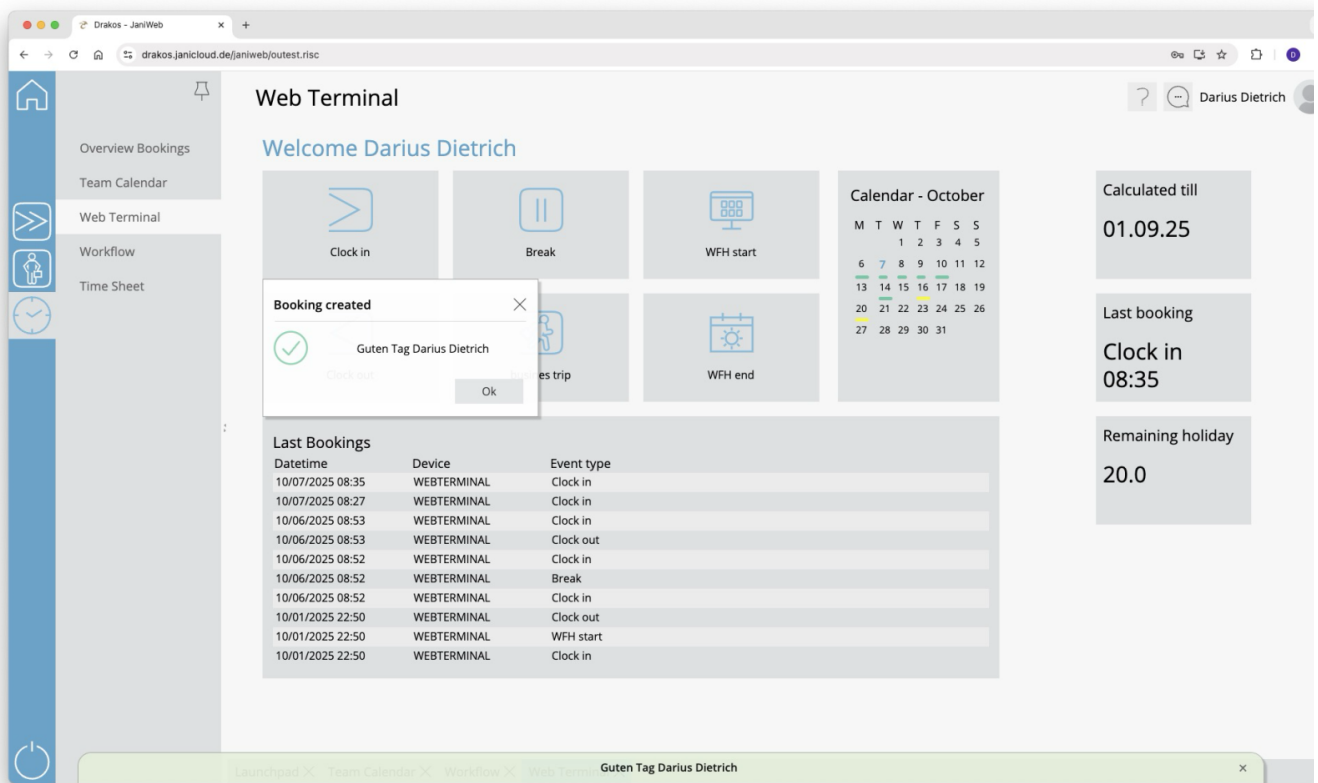 Drakos - JaniWeb
drakos.janicloud.de/janiweb/outest.risc
D
Web Terminal
? Darius Dietrich
Overview Bookings
Team Calendar
Web Terminal
Workflow
Time Sheet
Welcome Darius Dietrich
Clock in
Break
WFH start
Calendar - October
M T W T F S S
1 2 3 4 5
6 7 8 9 10 11 12
13 14 15 16 17 18 19
20 21 22 23 24 25 26
27 28 29 30 31
Calculated till
01.09.25
Booking created
Guten Tag Darius Dietrich
Ok
Clock out
es trip
WFH end
Last booking
Clock in
08:35
Remaining holiday
20.0
Last Bookings
Datetime Device Event type
10/07/2025 08:35 WEBTERMINAL Clock in
10/07/2025 08:27 WEBTERMINAL Clock in
10/06/2025 08:53 WEBTERMINAL Clock in
10/06/2025 08:53 WEBTERMINAL Clock out
10/06/2025 08:52 WEBTERMINAL Clock in
10/06/2025 08:52 WEBTERMINAL Break
10/06/2025 08:52 WEBTERMINAL Clock in
10/01/2025 22:50 WEBTERMINAL Clock out
10/01/2025 22:50 WEBTERMINAL WFH start
10/01/2025 22:50 WEBTERMINAL Clock in
Guten Tag Darius Dietrich
Launchpad Team Calendar Workflow Web Terminal